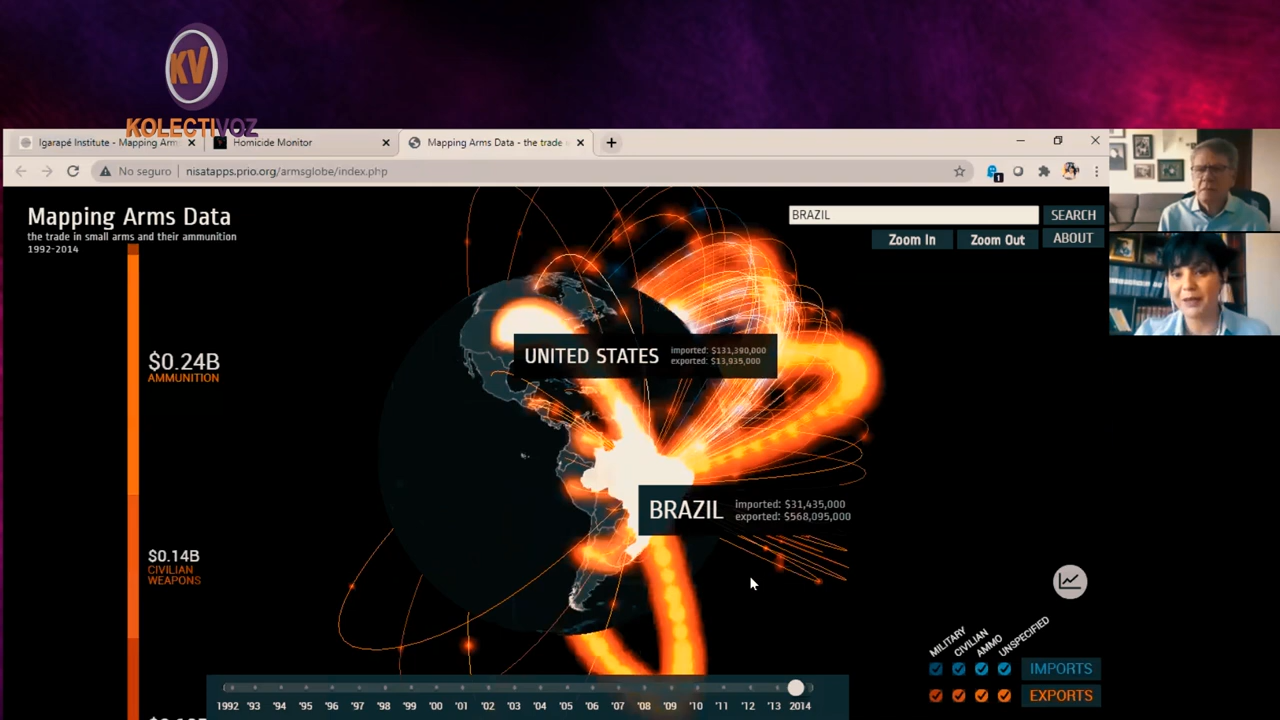 KV
KOLECTIVOZ
Igarapé Institute - Mapping Arm
Homicide Monitor
Mapping Arms Data - the trade
No seguro
nisatapps.prio.org/armsglobe/index.php
1
Mapping Arms Data
the trade in small arms and their ammunition
1992-2014
BRAZIL
SEARCH
Zoom In
Zoom Out
ABOUT
$0.24B
AMMUNITION
UNITED STATES
imported: $131,390,000
exported: $13,935,000
BRAZIL
imported: $31,435,000
exported: $568,095,000
$0.14B
CIVILIAN
WEAPONS
MILITARY
CIVILIAN
AMMO
UNSPECIFIED
IMPORTS
EXPORTS
1992 '93 '94 '95 '96 '97 '98 '99 '00 '01 '02 '03 '04 '05 '06 '07 '08 '09 '10 '11 '12 '13 2014